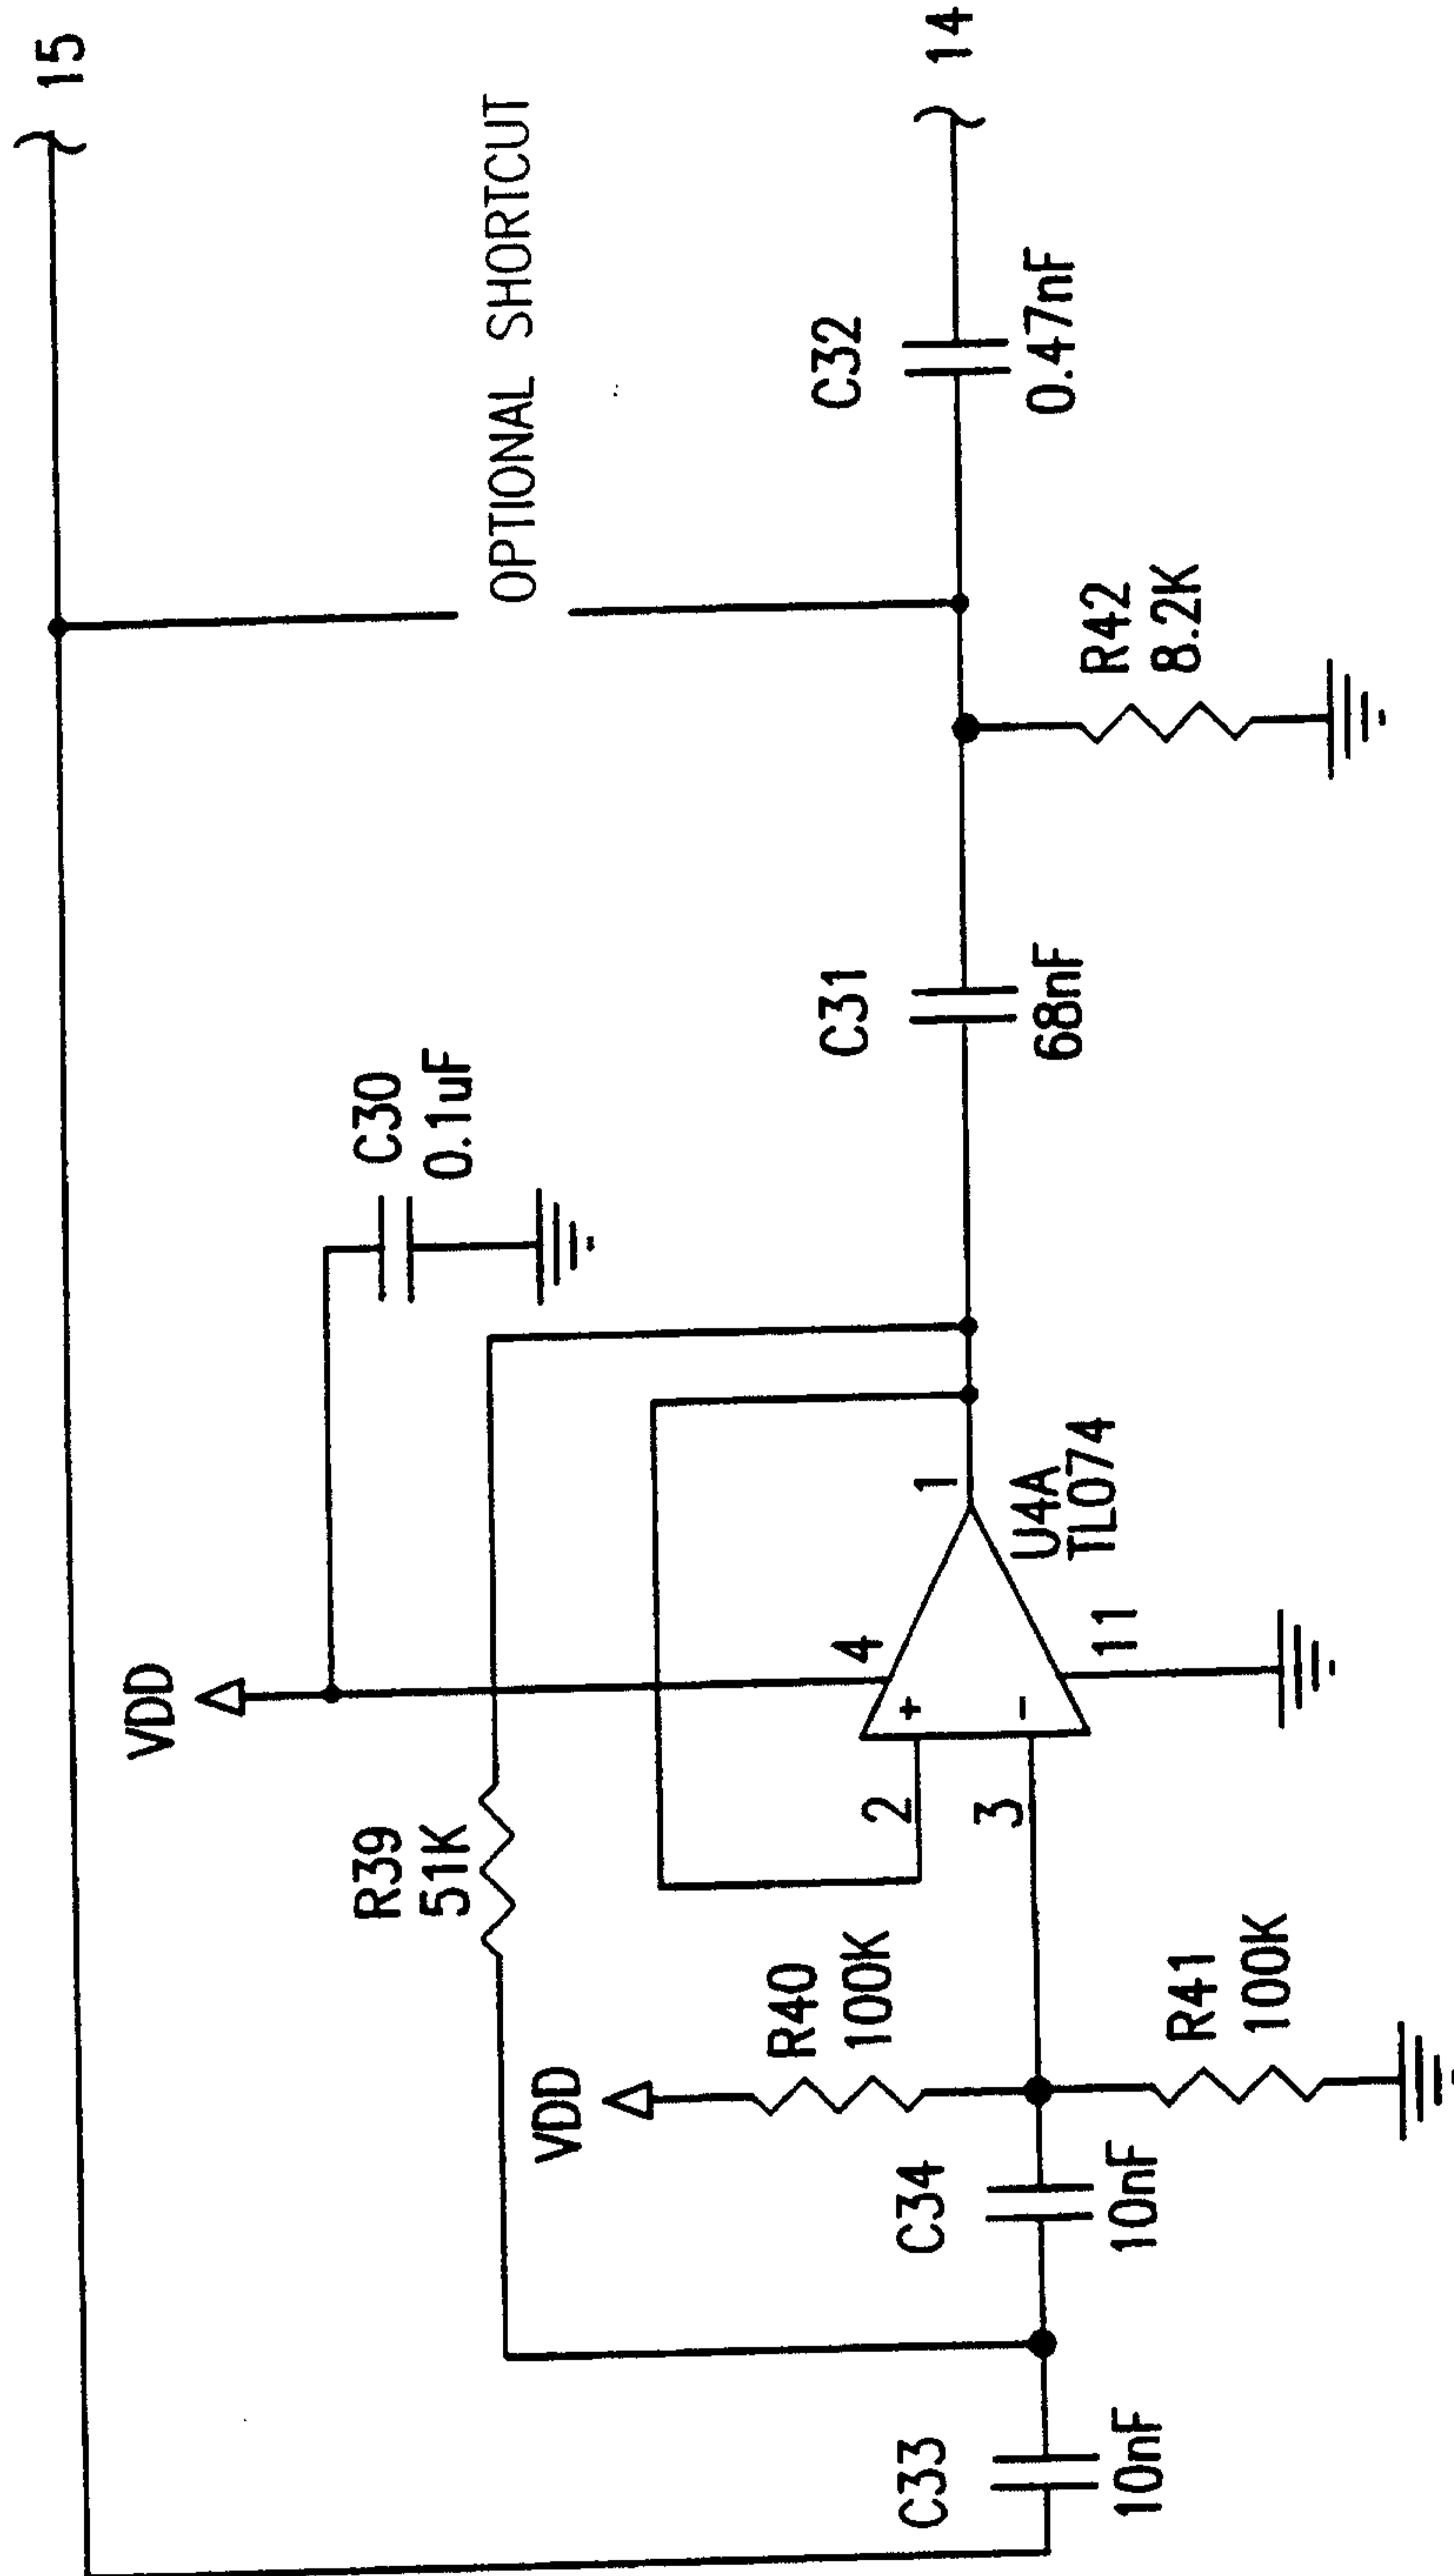 15
OPTIONAL SHORTCUT
14
C32
0.47nF
R42
8.2K
C31
68nF
C30
0.1uF
VDD
R39
51K
4
1
U4A
TL074
11
+
-
2
3
VDD
R40
100K
R41
100K
C34
10nF
C33
10nF